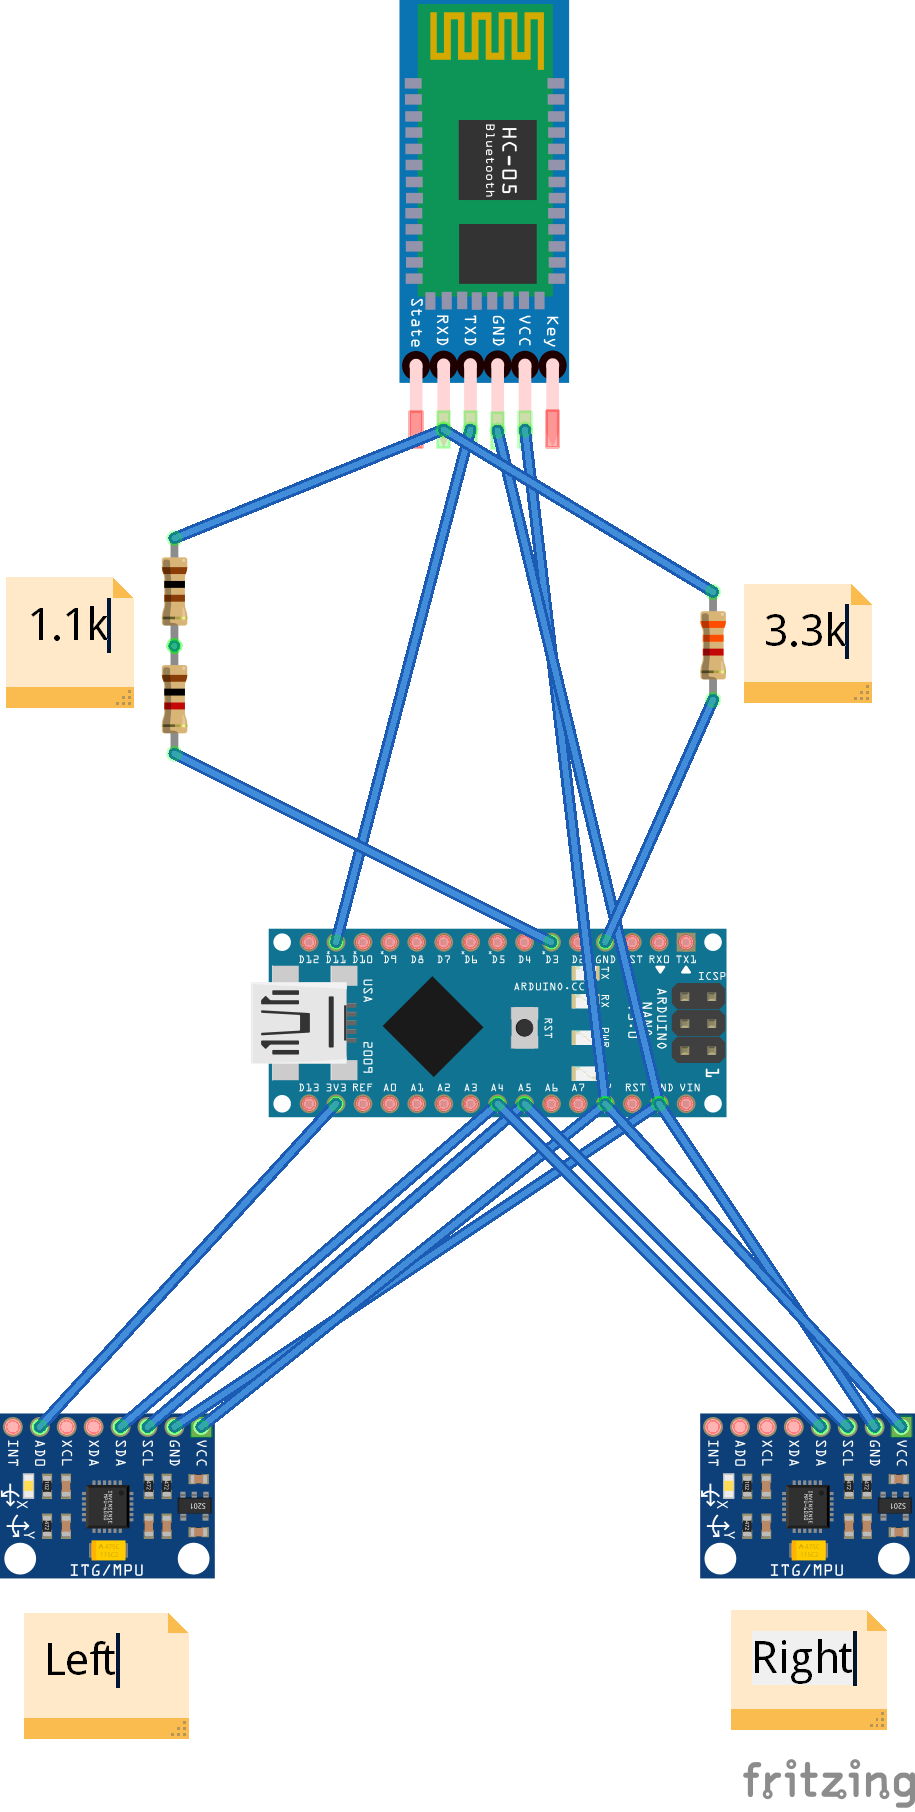 HC-05
Bluetooth
State
RXD
TXD
GND
VCC
Key
1.1k
3.3k
D12 D11 D10 D9 D8 D7 D6 D5 D4 D3 D2 GND ST RX0 TX1
USA
2009
ARDUINO.CC
RST
TX
RX
PWR
ARDUINO
NANO
ICSP
1
D13 3V3 REF A0 A1 A2 A3 A4 A5 A6 A7 RST ND VIN
INT AD0 XCL XDA SDA SCL GND VCC
X
Y
ITG/MPU
INT AD0 XCL XDA SDA SCL GND VCC
X
Y
ITG/MPU
Left
Right
fritzing